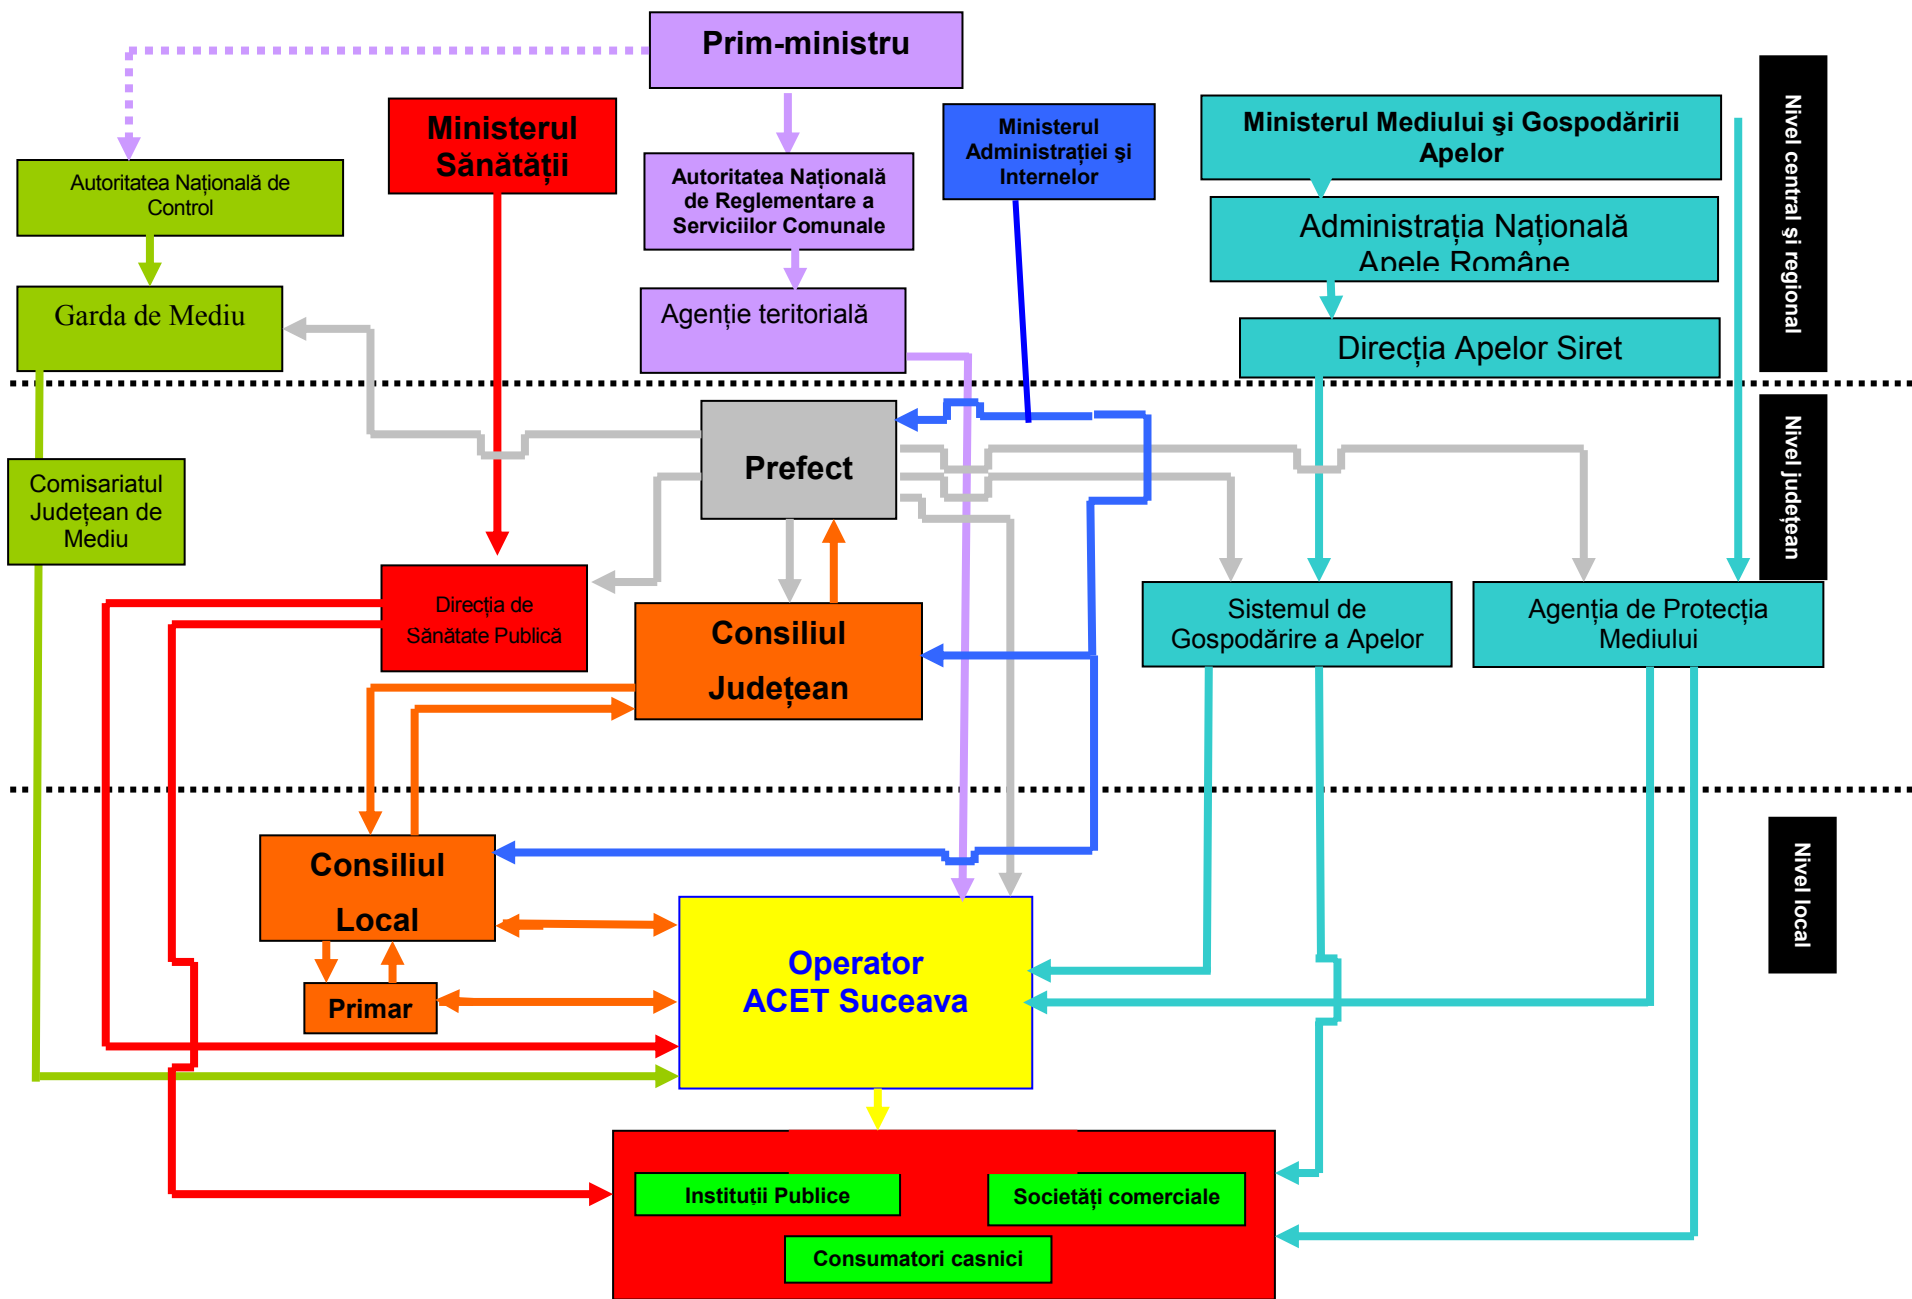 Prim-ministru
Ministerul
Sănătății
Ministerul
Administrației şi
Internelor
Ministerul Mediului şi Gospodăririi
Apelor
Nivel central şi regional
Autoritatea Națională de
Control
Autoritatea Națională
de Reglementare a
Serviciilor Comunale
Administrația Națională
Apele Române
Garda de Mediu
Agenție teritorială
Direcția Apelor Siret
Prefect
Nivel județean
Comisariatul
Județean de
Mediu
Direcția de
Sănătate Publică
Consiliul
Județean
Sistemul de
Gospodărire a Apelor
Agenția de Protecția
Mediului
Consiliul
Local
Nivel local
Primar
Operator
ACET Suceava
Instituții Publice
Societăți comerciale
Consumatori casnici